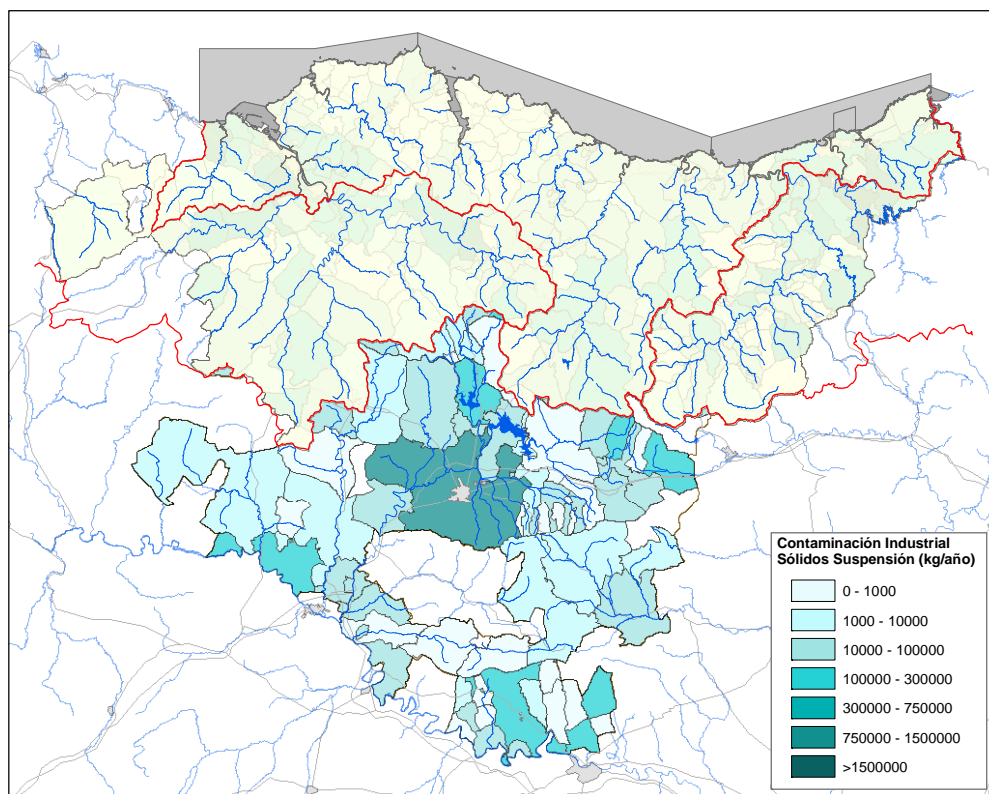 Contaminación Industrial
Sólidos Suspensión (kg/año)
0 - 1000
1000 - 10000
10000 - 100000
100000 - 300000
300000 - 750000
750000 - 1500000
>1500000